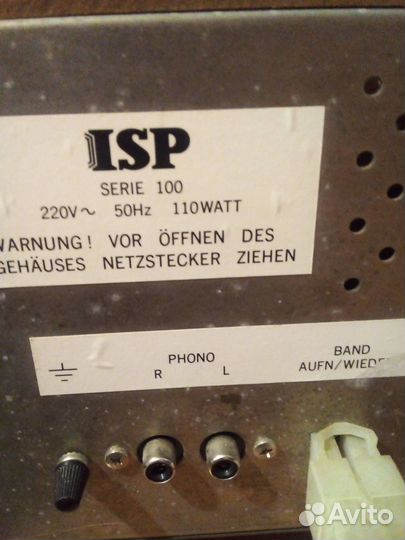 ISP
SERIE 100
220V~ 50Hz 110WATT
WARNUNG! VOR ÖFFNEN DES
GEHÄUSES NETZSTECKER ZIEHEN
PHONO
R L
BAND
AUFN/WIEDE
Avito